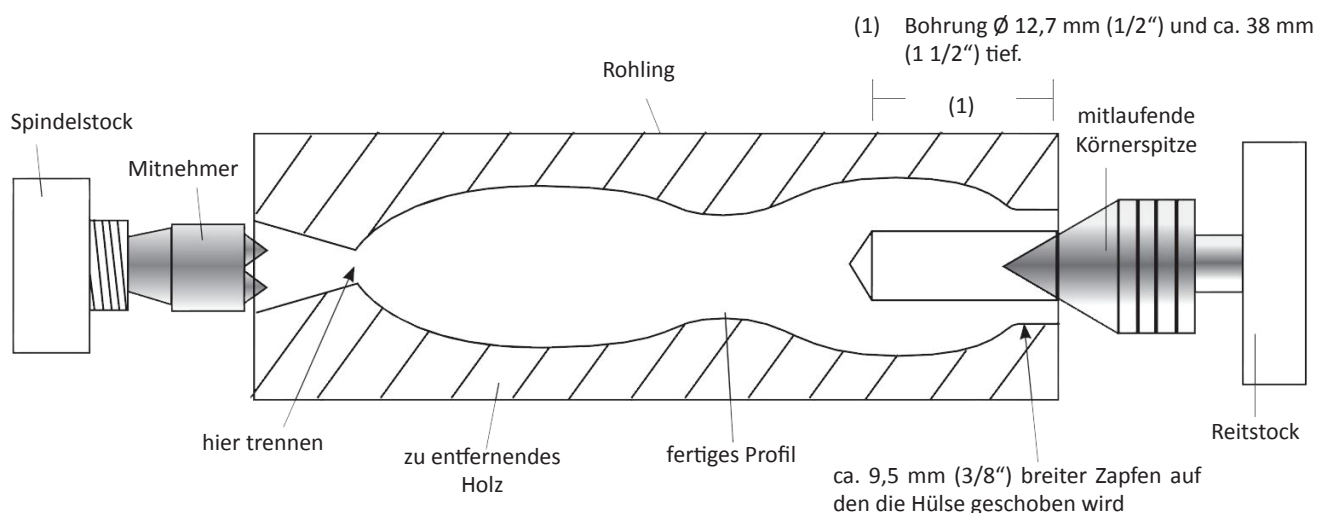 (1) Bohrung Ø 12,7 mm (1/2“) und ca. 38 mm
(1 1/2“) tief.
Rohling
(1)
mitlaufende
Körnerspitze
Spindelstock
Mitnehmer
hier trennen
zu entfernendes
Holz
fertiges Profil
Reitstock
ca. 9,5 mm (3/8“) breiter Zapfen auf
den die Hülse geschoben wird